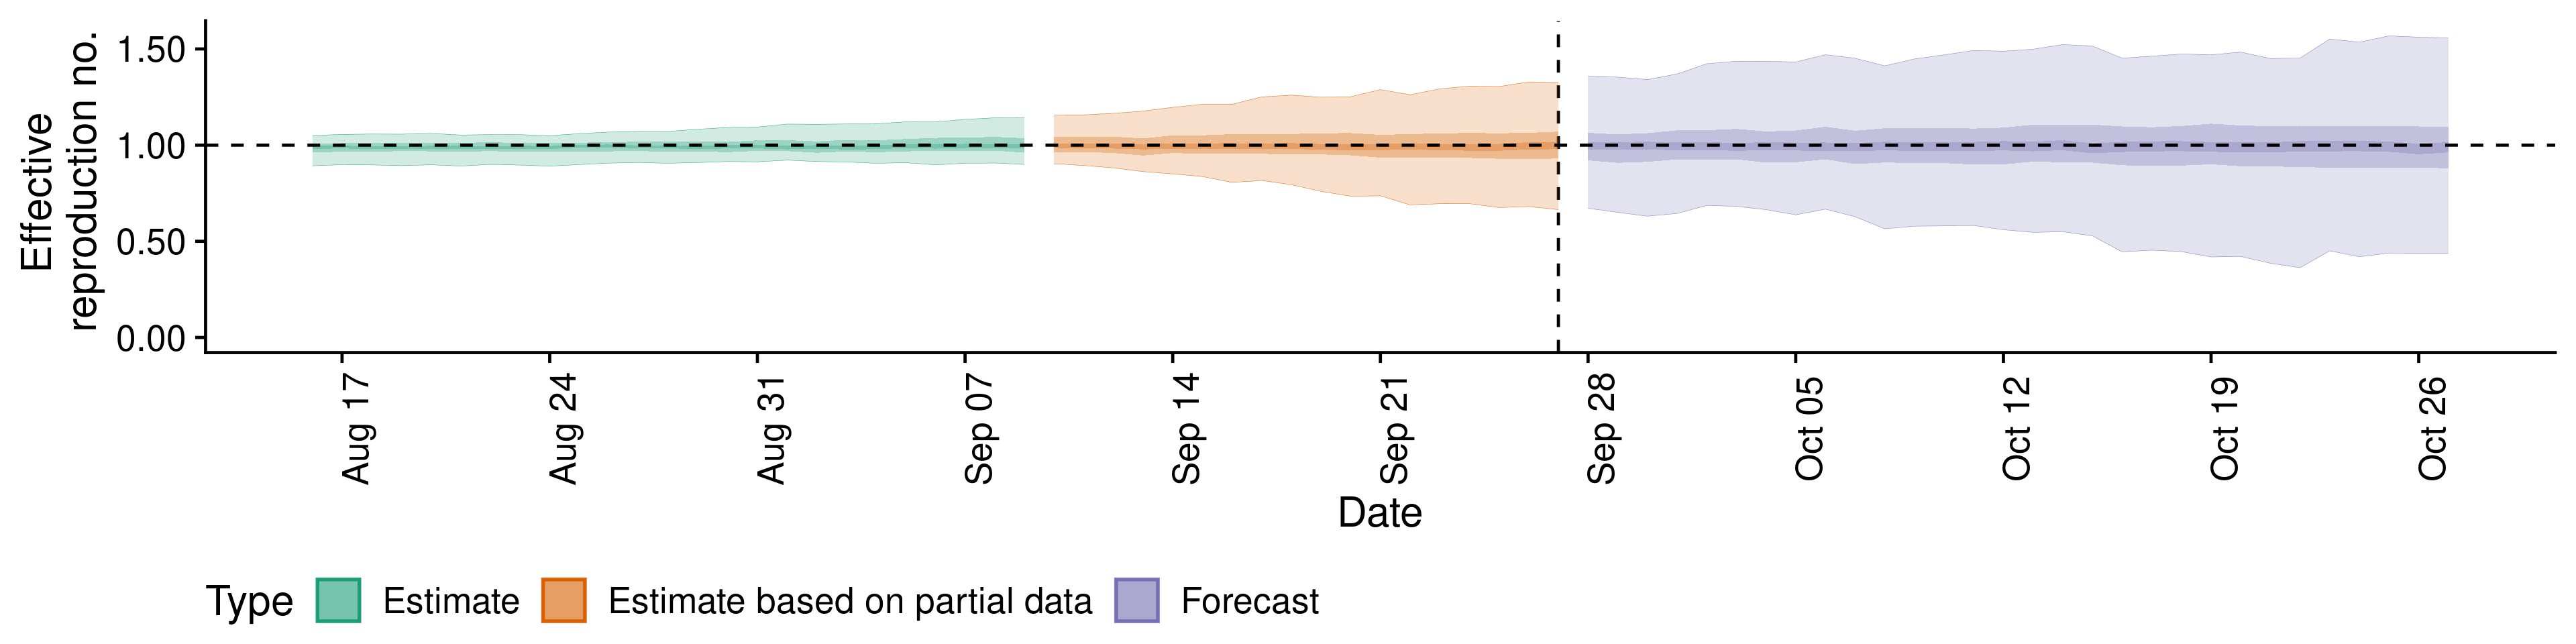 Effective
reproduction no.
1.50
1.00
0.50
0.00
Aug 17
Aug 24
Aug 31
Sep 07
Sep 14
Sep 21
Sep 28
Oct 05
Oct 12
Oct 19
Oct 26
Date
Type Estimate Estimate based on partial data Forecast